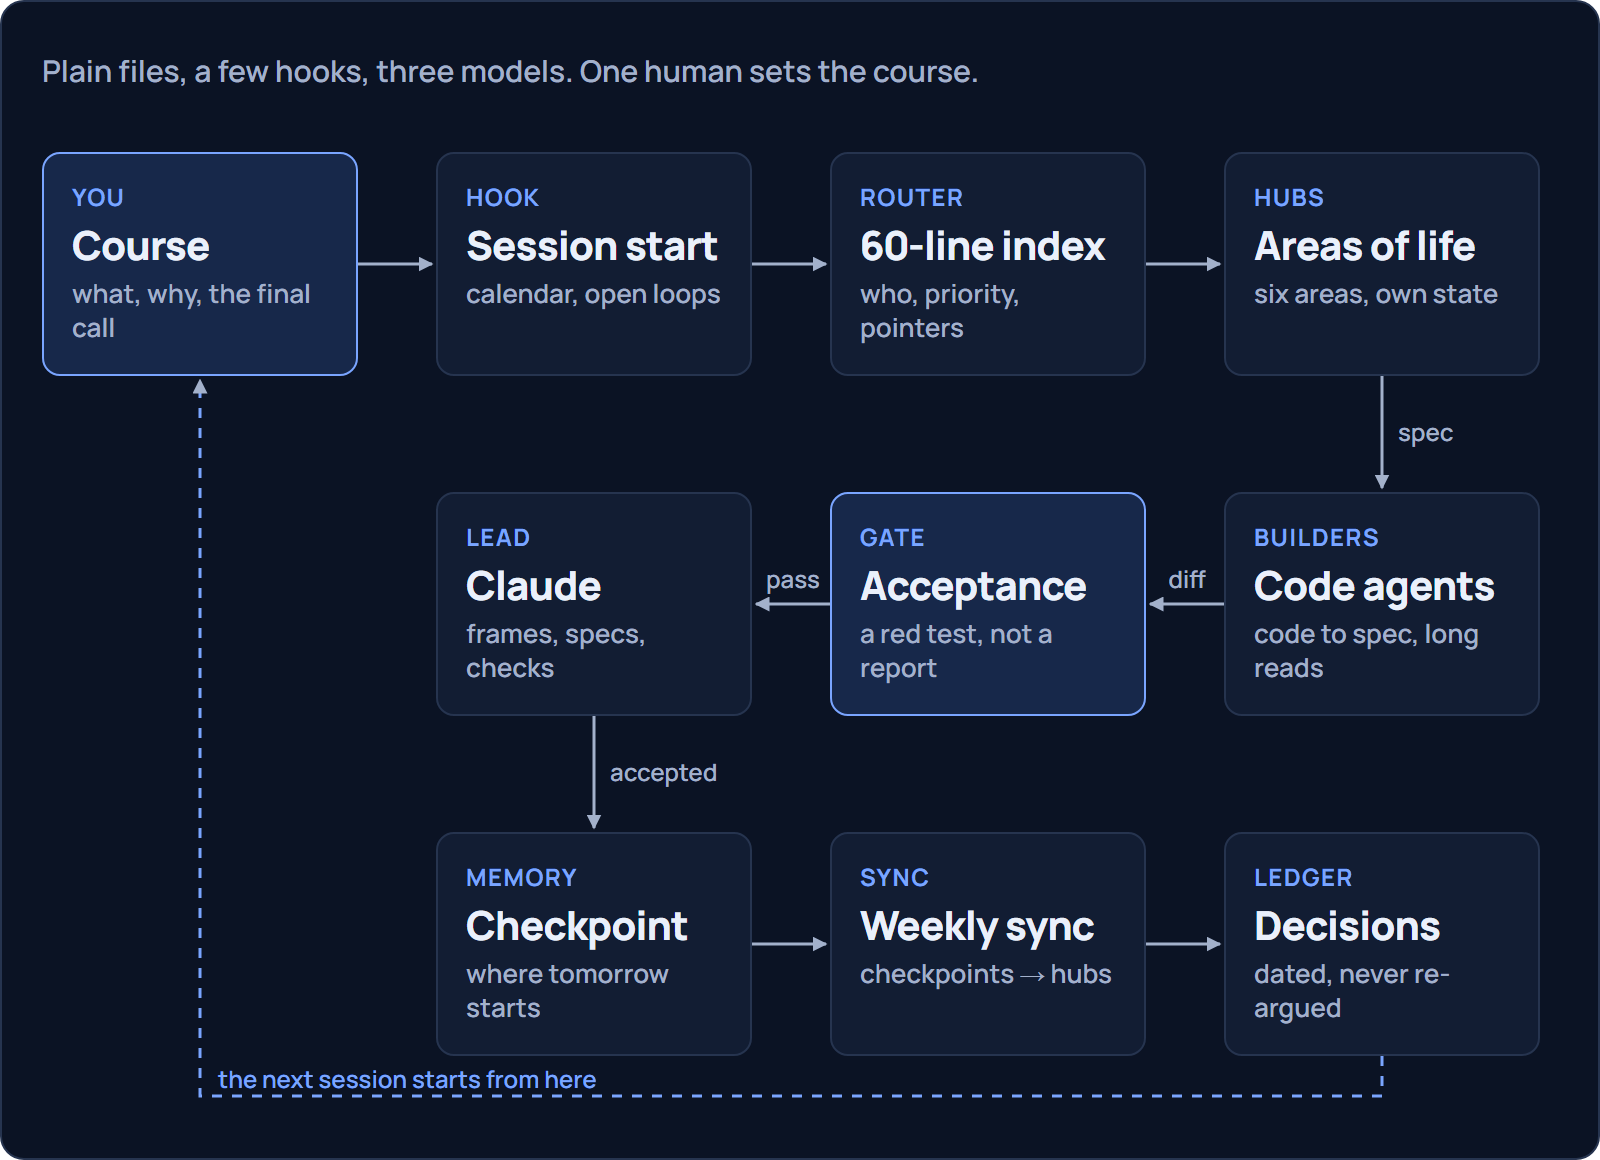 Plain files, a few hooks, three models. One human sets the course.
YOU
Course
what, why, the final
call
HOOK
Session start
calendar, open loops
ROUTER
60-line index
who, priority,
pointers
HUBS
Areas of life
six areas, own state
spec
LEAD
Claude
frames, specs,
checks
pass
GATE
Acceptance
a red test, not a
report
diff
BUILDERS
Code agents
code to spec, long
reads
accepted
MEMORY
Checkpoint
where tomorrow
starts
SYNC
Weekly sync
checkpoints → hubs
LEDGER
Decisions
dated, never re-
argued
the next session starts from here